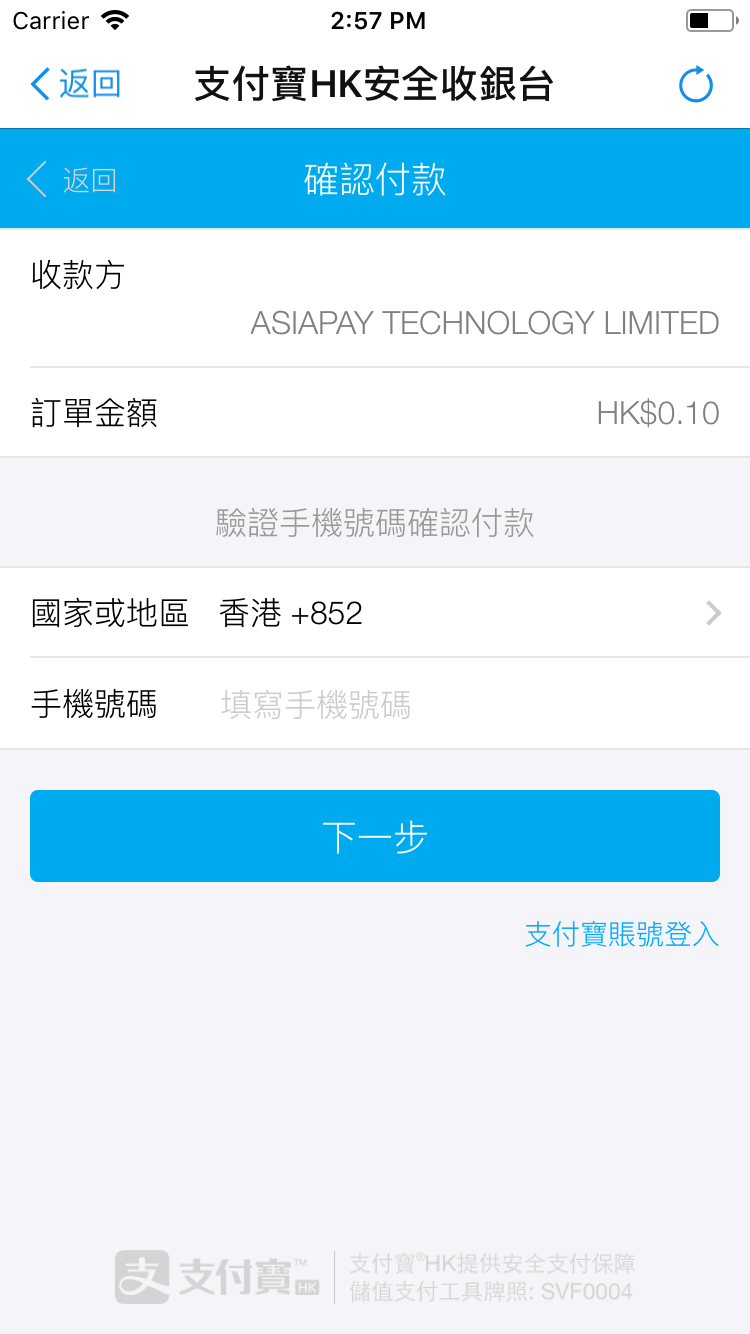 Carrier 2:57 PM
返回 支付寶HK安全收銀台
返回 確認付款
收款方
ASIAPAY TECHNOLOGY LIMITED
訂單金額 HK$0.10
驗證手機號碼確認付款
國家或地區 香港 +852
手機號碼 填寫手機號碼
下一步
支付寶賬號登入
支 支付寶™ HK
支付寶®HK提供安全支付保障
儲值支付工具牌照: SVF0004